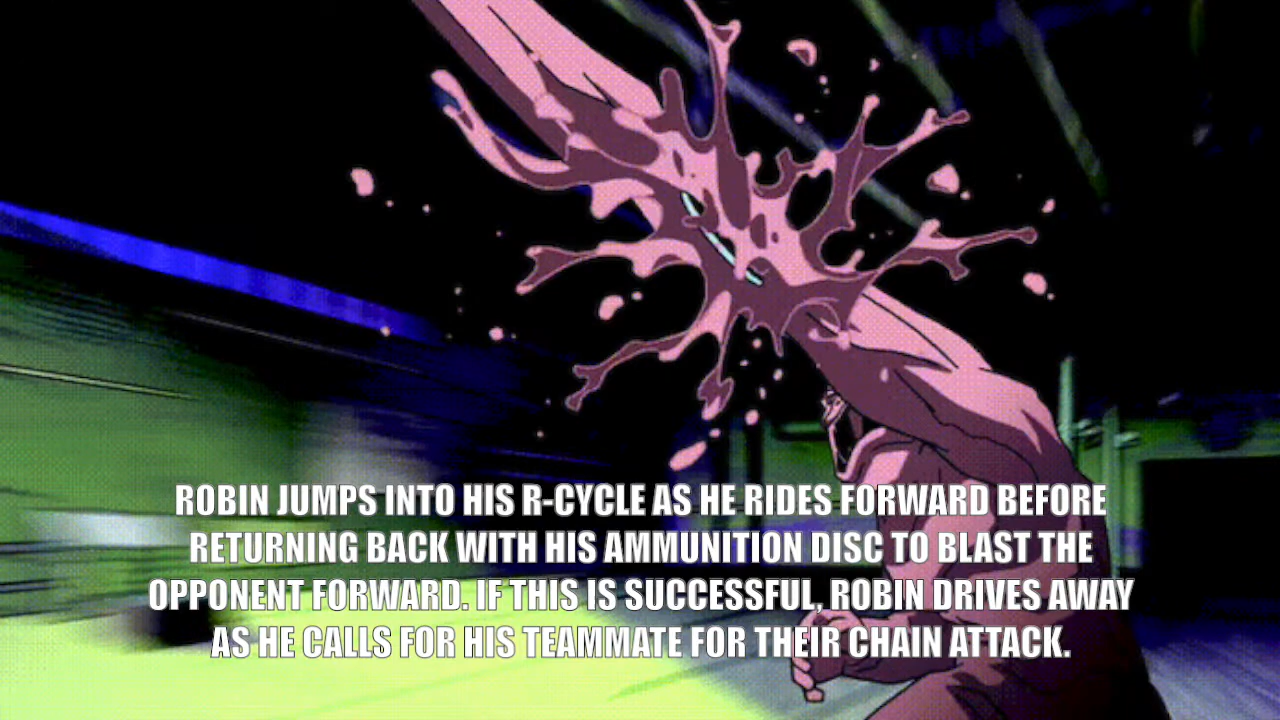 ROBIN JUMPS INTO HIS R-CYCLE AS HE RIDES FORWARD BEFORE
RETURNING BACK WITH HIS AMMUNITION DISC TO BLAST THE
OPPONENT FORWARD. IF THIS IS SUCCESSFUL, ROBIN DRIVES AWAY
AS HE CALLS FOR HIS TEAMMATE FOR THEIR CHAIN ATTACK.